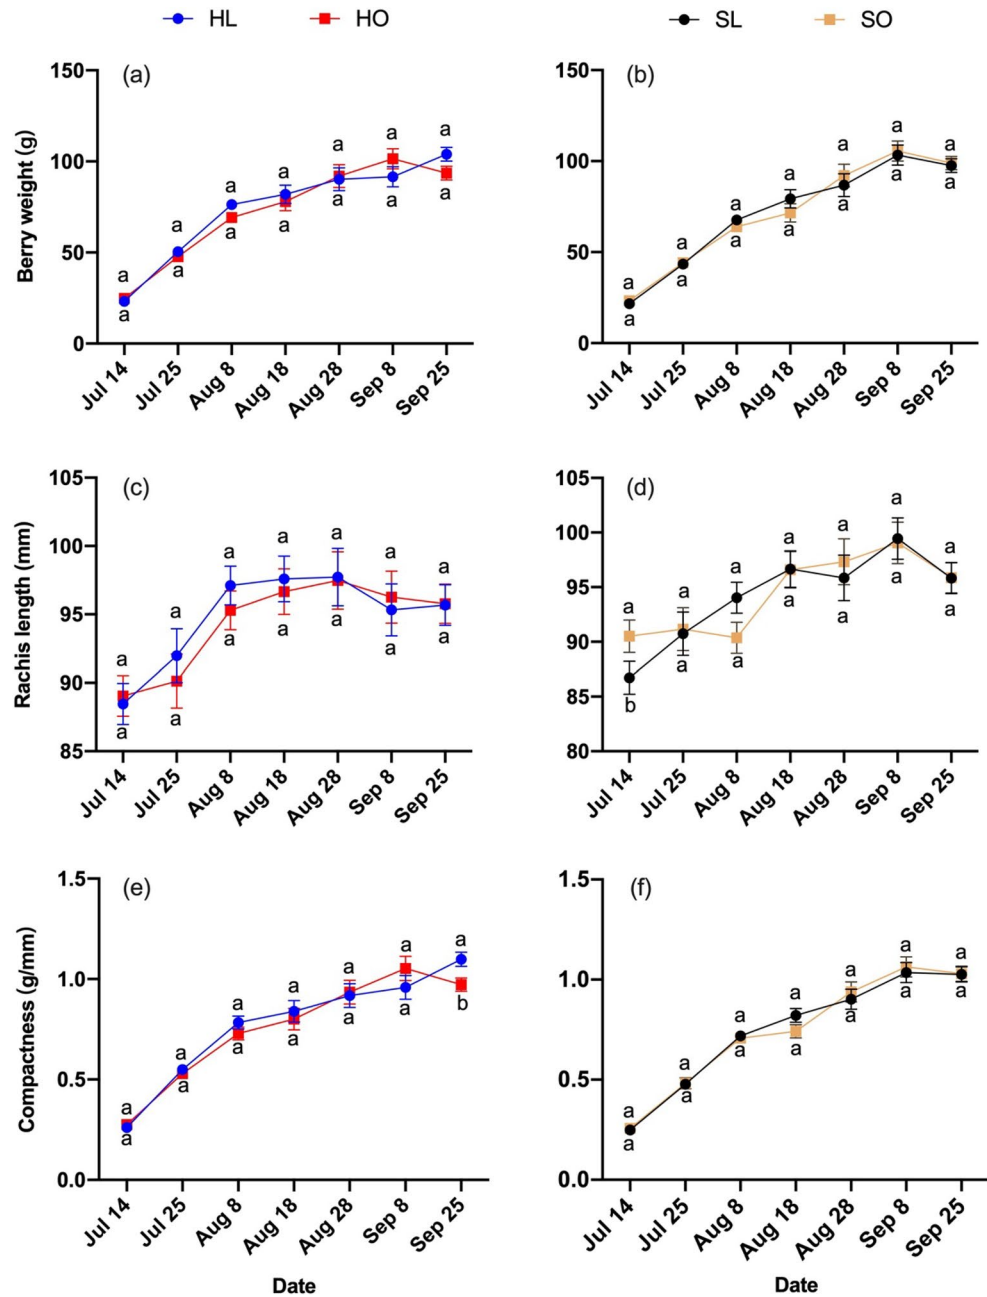 HL HO SL SO
(a) (b)
Berry weight (g)
150 150
100 100
50 50
0 0
a a a a a a a a a a a a a a
a a a a a a a a a a a a a a
Jul 14 Jul 25 Aug 8 Aug 18 Aug 28 Sep 8 Sep 25
Jul 14 Jul 25 Aug 8 Aug 18 Aug 28 Sep 8 Sep 25
(c) (d)
Rachis length (mm)
105 105
100 100
95 95
90 90
85 85
80
a a a a a a a a a a a a a a
a a a a a a a b a a a a a a
Jul 14 Jul 25 Aug 8 Aug 18 Aug 28 Sep 8 Sep 25
Jul 14 Jul 25 Aug 8 Aug 18 Aug 28 Sep 8 Sep 25
(e) (f)
Compactness (g/mm)
1.5 1.5
1.0 1.0
0.5 0.5
0.0 0.0
a a a a a a a a a a a a a a
a a a a a a b a a a a a a a
Jul 14 Jul 25 Aug 8 Aug 18 Aug 28 Sep 8 Sep 25
Jul 14 Jul 25 Aug 8 Aug 18 Aug 28 Sep 8 Sep 25
Date Date